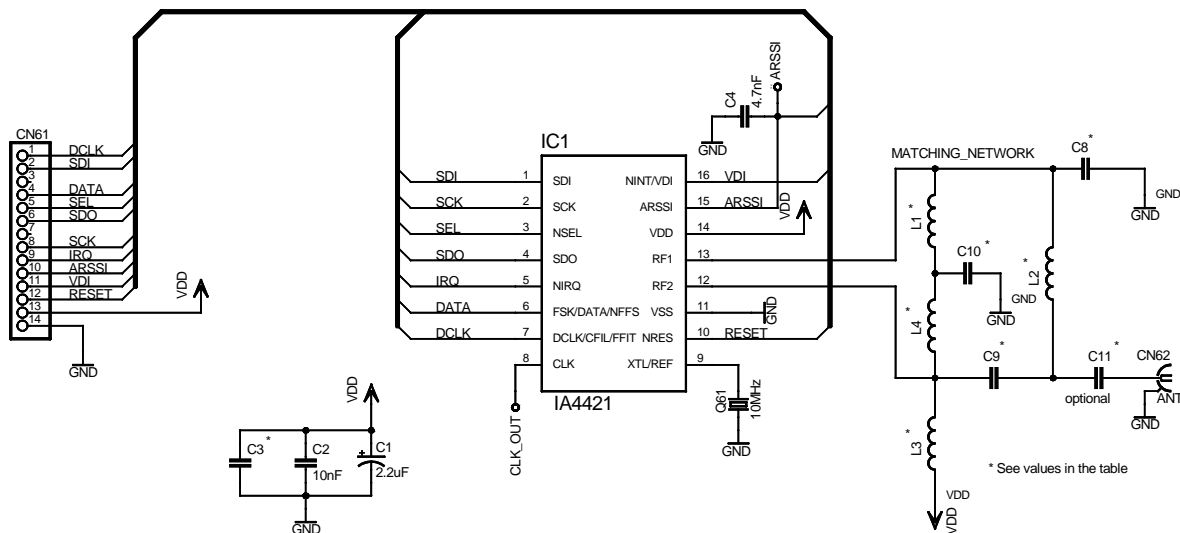 CN61
1 DCLK
2 SDI
3
4 DATA
5 SEL
6 SDO
7
8 SCK
9 IRQ
10 ARSSI
11 VDI
12 RESET
13
14
VDD
GND
IC1
SDI 1 SDI
SCK 2 SCK
SEL 3 NSEL
SDO 4 SDO
IRQ 5 NIRQ
DATA 6 FSK/DATA/NFFS
DCLK 7 DCLK/CFIL/FFIT
8 CLK
NINT/VDI 16 VDI
ARSSI 15 ARSSI
VDD 14
RF1 13
RF2 12
VSS 11
NRES 10 RESET
XTL/REF 9
IA4421
CLK_OUT
C4
4.7nF
ARSSI
GND
VDD
GND
Q61
10MHz
GND
MATCHING_NETWORK
C8 *
GND
GND
L1 *
C10 *
GND
GND
L2 *
L4 *
C9 *
C11 *
optional
CN62
ANT
GND
L3 *
VDD
VDD
* See values in the table
VDD
C3 *
C2
10nF
C1
+
2.2uF
GND